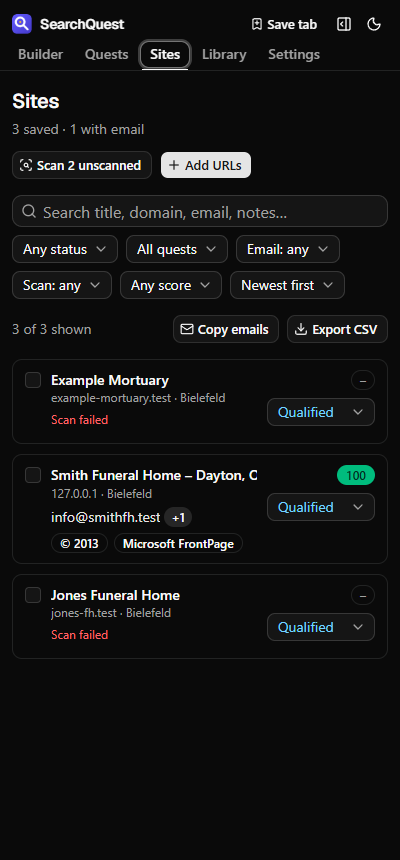 SearchQuest
Save tab
Builder Quests Sites Library Settings
Sites
3 saved · 1 with email
Scan 2 unscanned
Add URLs
Search title, domain, email, notes...
Any status
All quests
Email: any
Scan: any
Any score
Newest first
3 of 3 shown
Copy emails
Export CSV
Example Mortuary
–
example-mortuary.test · Bielefeld
Qualified
Scan failed
Smith Funeral Home – Dayton, O
100
127.0.0.1 · Bielefeld
Qualified
info@smithfh.test +1
© 2013 Microsoft FrontPage
Jones Funeral Home
–
jones-fh.test · Bielefeld
Qualified
Scan failed